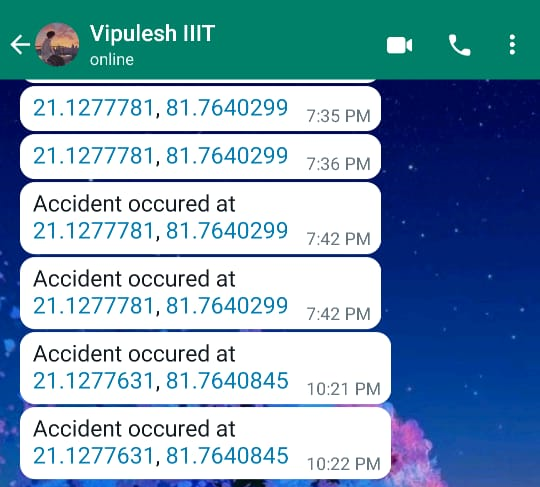 Vipulesh IIIT
online
21.1277781, 81.7640299 7:35 PM
21.1277781, 81.7640299 7:36 PM
Accident occured at
21.1277781, 81.7640299 7:42 PM
Accident occured at
21.1277781, 81.7640299 7:42 PM
Accident occured at
21.1277631, 81.7640845 10:21 PM
Accident occured at
21.1277631, 81.7640845 10:22 PM